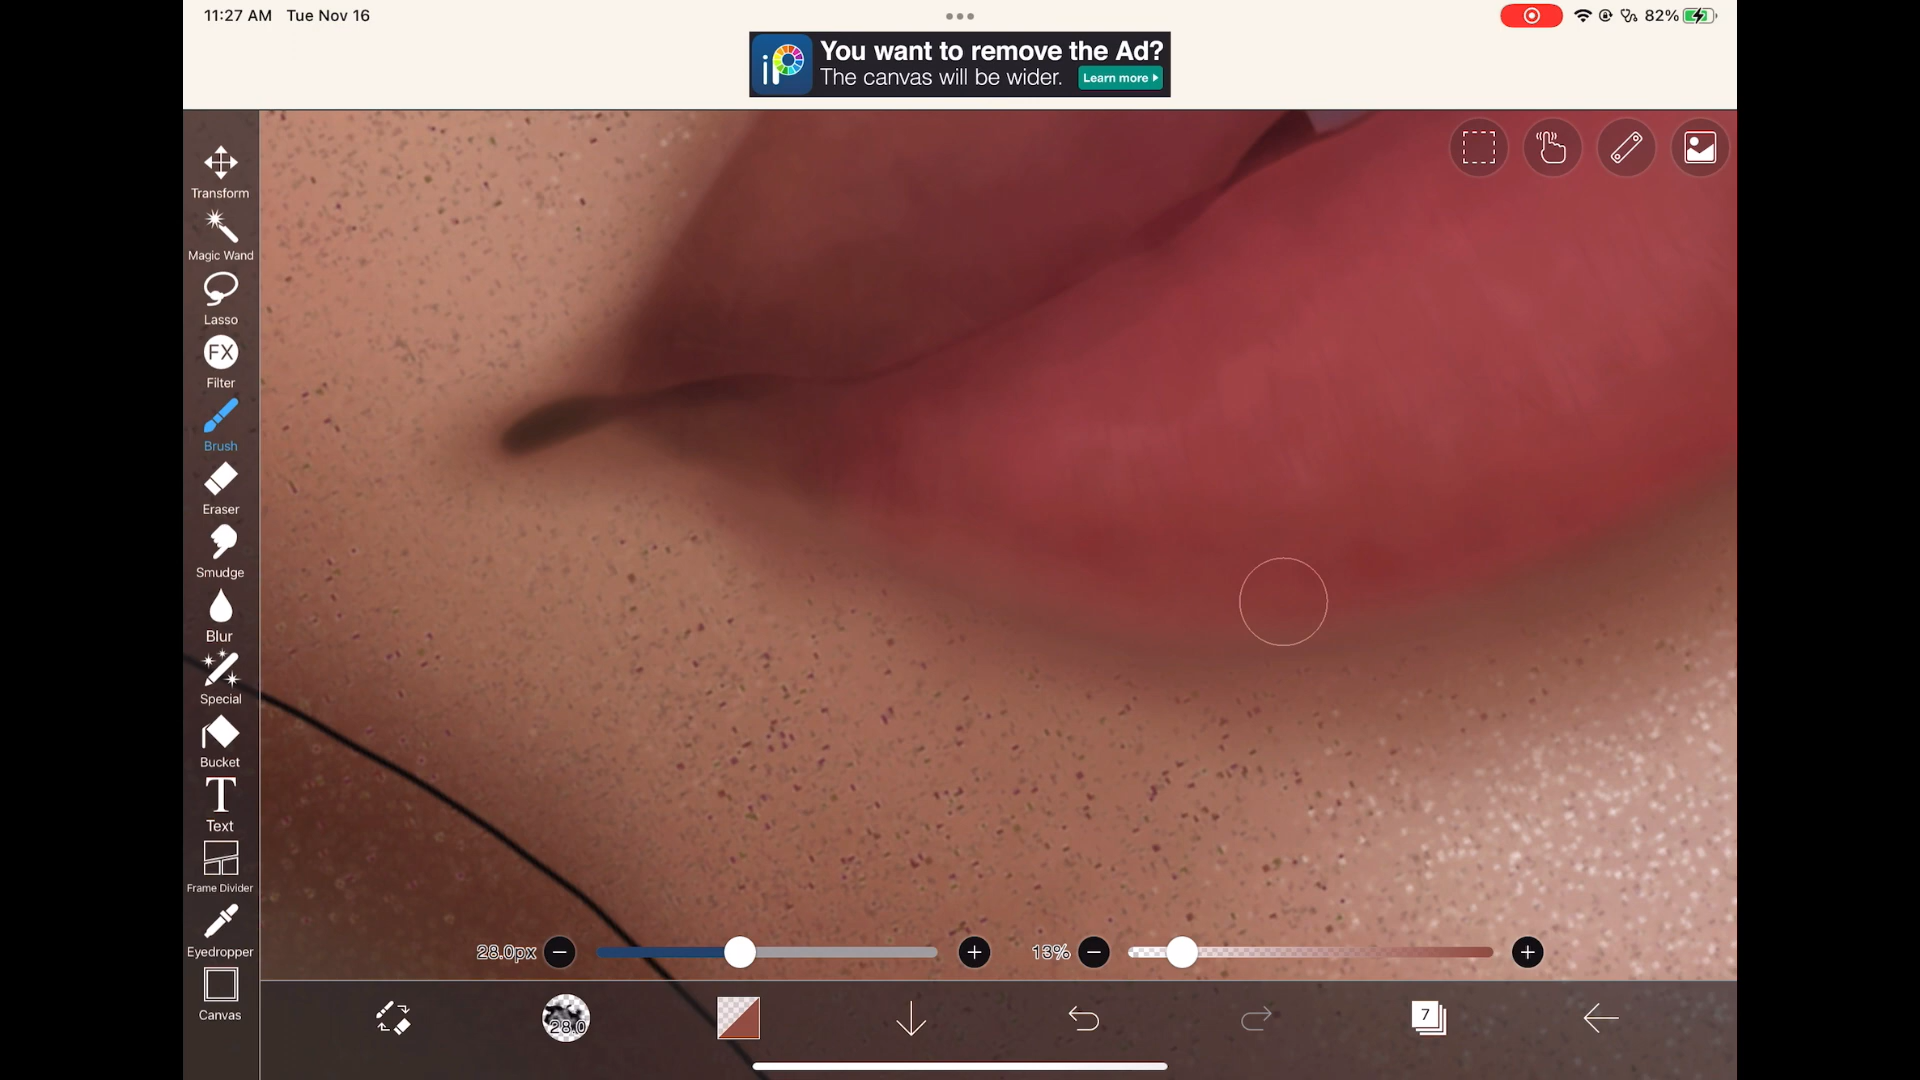 11:27 AM Tue Nov 16
82%
iP
You want to remove the Ad?
The canvas will be wider.
Learn more
Transform
Magic Wand
Lasso
FX
Filter
Brush
Eraser
Smudge
Blur
Special
Bucket
T
Text
Frame Divider
Eyedropper
Canvas
28.0px
13%
28.0
7